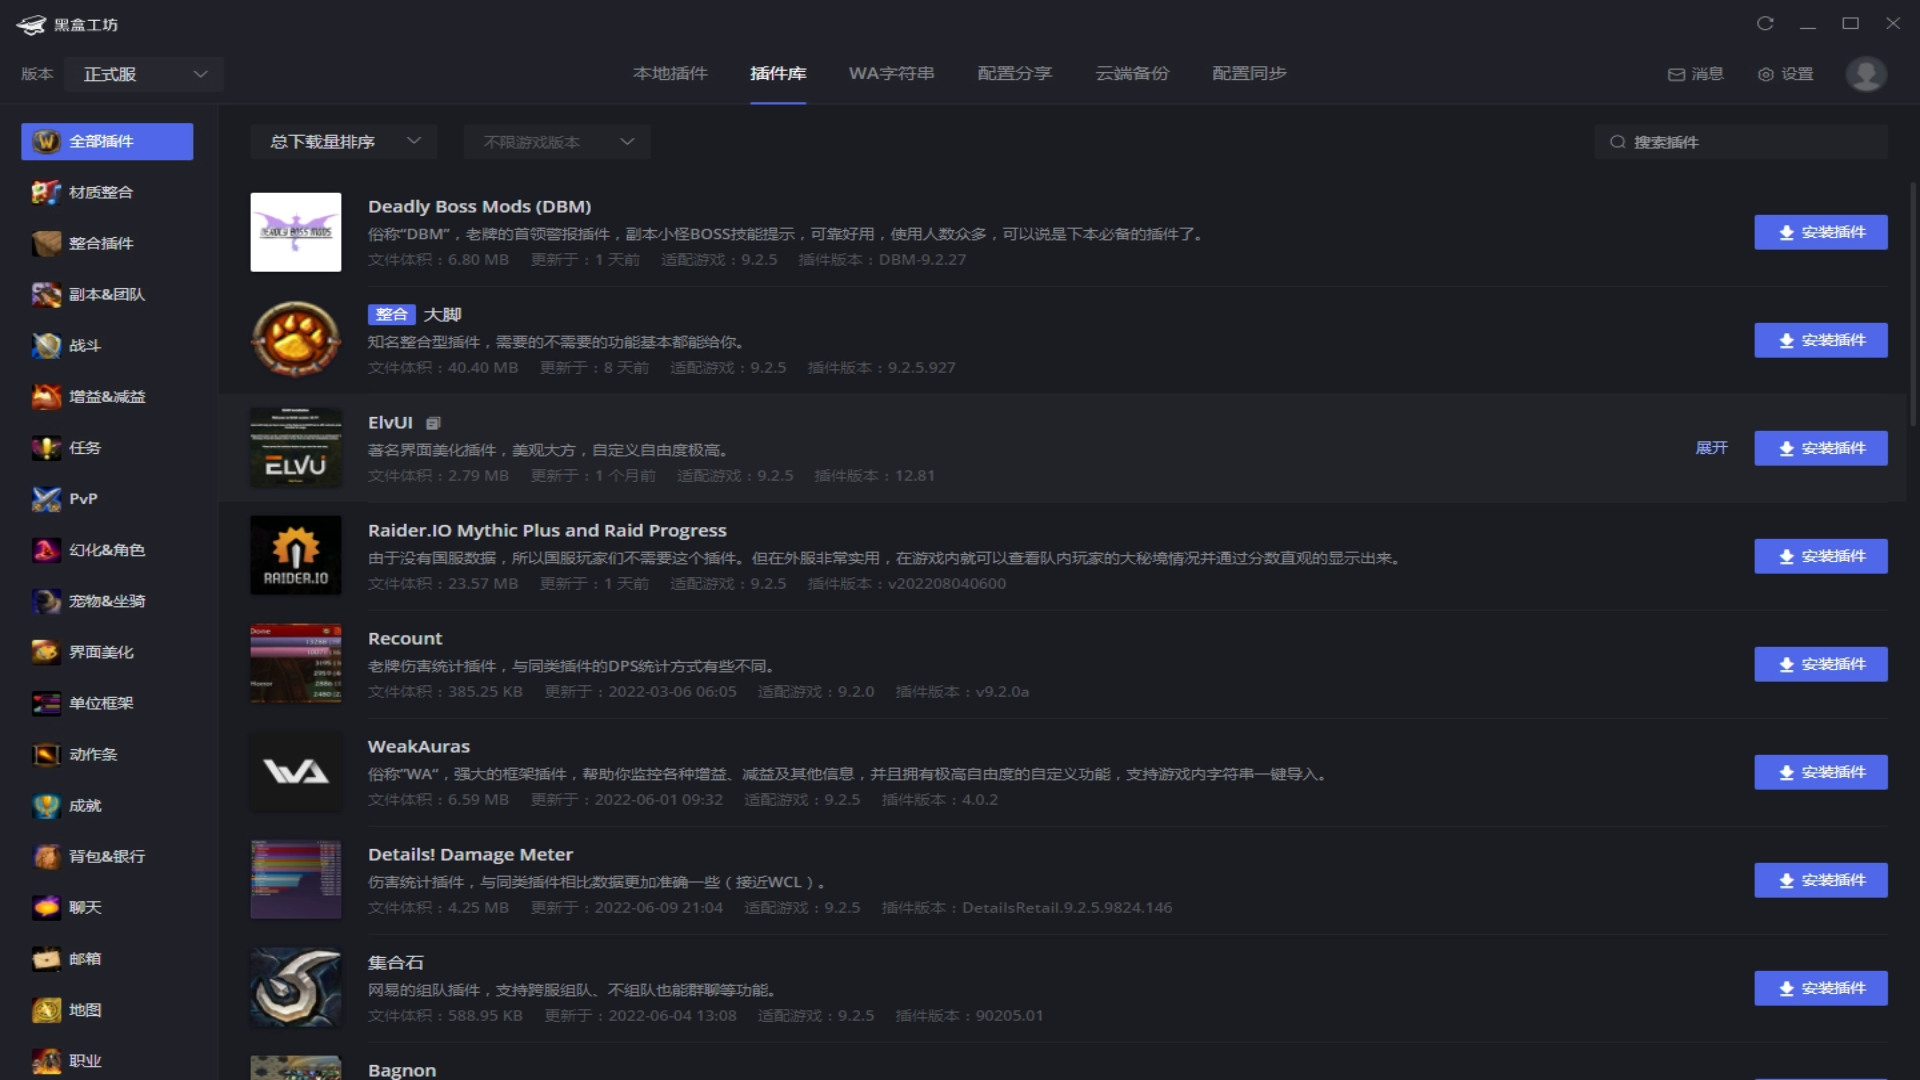 黑盒工坊
版本 正式服
本地插件 插件库 WA字符串 配置分享 云端备份 配置同步
消息 设置
全部插件
材质整合
整合插件
副本&团队
战斗
增益&减益
任务
PvP
幻化&角色
宠物&坐骑
界面美化
单位框架
动作条
成就
背包&银行
聊天
邮箱
地图
职业
总下载量排序 不限游戏版本 搜索插件
DEADLY BOSS MODS
Deadly Boss Mods (DBM)
俗称“DBM”，老牌的首领警报插件，副本小怪BOSS技能提示，可靠好用，使用人数众多，可以说是下本必备的插件了。
文件体积：6.80 MB 更新于：1 天前 适配游戏：9.2.5 插件版本：DBM-9.2.27
安装插件
整合 大脚
知名整合型插件，需要的不需要的功能基本都能给你。
文件体积：40.40 MB 更新于：8 天前 适配游戏：9.2.5 插件版本：9.2.5.927
安装插件
ELVUI
ElvUI
著名界面美化插件，美观大方，自定义自由度极高。
文件体积：2.79 MB 更新于：1 个月前 适配游戏：9.2.5 插件版本：12.81
展开 安装插件
RAIDER.IO
Raider.IO Mythic Plus and Raid Progress
由于没有国服数据，所以国服玩家们不需要这个插件。但在外服非常实用，在游戏内就可以查看队内玩家的大秘境情况并通过分数直观的显示出来。
文件体积：23.57 MB 更新于：1 天前 适配游戏：9.2.5 插件版本：v202208040600
安装插件
Recount
老牌伤害统计插件，与同类插件的DPS统计方式有些不同。
文件体积：385.25 KB 更新于：2022-03-06 06:05 适配游戏：9.2.0 插件版本：v9.2.0a
安装插件
WA
WeakAuras
俗称“WA”，强大的框架插件，帮助你监控各种增益、减益及其他信息，并且拥有极高自由度的自定义功能，支持游戏内字符串一键导入。
文件体积：6.59 MB 更新于：2022-06-01 09:32 适配游戏：9.2.5 插件版本：4.0.2
安装插件
Details! Damage Meter
伤害统计插件，与同类插件相比数据更加准确一些（接近WCL）。
文件体积：4.25 MB 更新于：2022-06-09 21:04 适配游戏：9.2.5 插件版本：DetailsRetail.9.2.5.9824.146
安装插件
集合石
网易的组队插件，支持跨服组队、不组队也能群聊等功能。
文件体积：588.95 KB 更新于：2022-06-04 13:08 适配游戏：9.2.5 插件版本：90205.01
安装插件
Bagnon